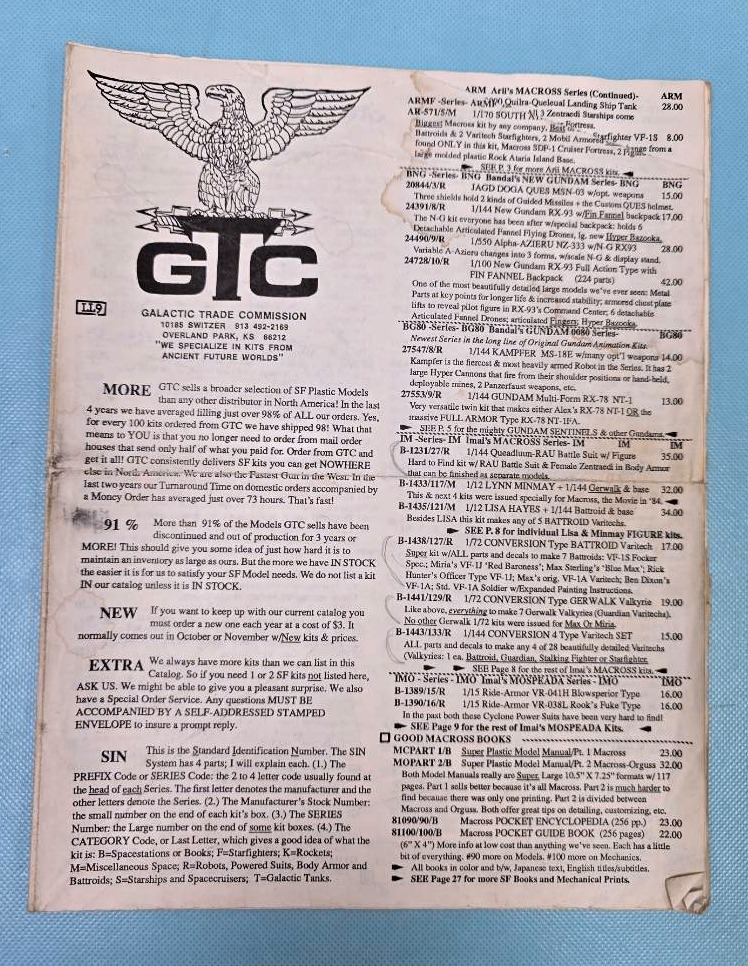 GTC
LL9
GALACTIC TRADE COMMISSION
10185 SWITZER 913 492-2169
OVERLAND PARK, KS 66212
"WE SPECIALIZE IN KITS FROM
ANCIENT FUTURE WORLDS"
MORE GTC sells a broader selection of SF Plastic Models
than any other distributor in North America! In the last
4 years we have averaged filling just over 98% of ALL our orders. Yes,
for every 100 kits ordered from GTC we have shipped 98! What that
means to YOU is that you no longer need to order from mail order
houses that send only half of what you paid for. Order from GTC and
get it all! GTC consistently delivers SF kits you can get NOWHERE
else in North America. We are also the Fastest Gun in the West. In the
last two years our Turnaround Time on domestic orders accompanied by
a Money Order has averaged just over 73 hours. That's fast!
91 % More than 91% of the Models GTC sells have been
discontinued and out of production for 3 years or
MORE! This should give you some idea of just how hard it is to
maintain an inventory as large as ours. But the more we have IN STOCK
the easier it is for us to satisfy your SF Model needs. We do not list a kit
IN our catalog unless it is IN STOCK.
NEW If you want to keep up with our current catalog you
must order a new one each year at a cost of $3. It
normally comes out in October or November w/New kits & prices.
EXTRA We always have more kits than we can list in this
Catalog. So if you need 1 or 2 SF kits not listed here,
ASK US. We might be able to give you a pleasant surprise. We also
have a Special Order Service. Any questions MUST BE
ACCOMPANIED BY A SELF-ADDRESSED STAMPED
ENVELOPE to insure a prompt reply.
SIN This is the Standard Identification Number. The SIN
System has 4 parts; I will explain each. (1.) The
PREFIX Code or SERIES Code: the 2 to 4 letter code usually found at
the head of each Series. The first letter denotes the manufacturer and the
other letters denote the Series. (2.) The Manufacturer's Stock Number:
the small number on the end of each kit's box. (3.) The SERIES
Number: the Large number on the end of some kit boxes. (4.) The
CATEGORY Code, or Last Letter, which gives a good idea of what the
kit is: B=Spacestations or Books; F=Starfighters; K=Rockets;
M=Miscellaneous Space; R=Robots, Powered Suits, Body Armor and
Battroids; S=Starships and Spacecruisers; T=Galactic Tanks.
ARM Arii's MACROSS Series (Continued)- ARM
ARMF -Series- ARMF Quilra-Queleual Landing Ship Tank 28.00
AR-571/5/M 1/170 SOUTH Zentraedi Starships come
Biggest Macross kit by any company. Best Fortress.
Battroids & 2 Varitech Starfighters, 2 Mobil Armored Starfighter VF-1S 8.00
found ONLY in this kit, Macross SDP-1 Cruiser Fortress, 2 range from a
large molded plastic Rock Ataria Island Base.
SEE P. 3 for more Arii MACROSS kits.
BNG -Series- BNG Bandai's NEW GUNDAM Series- BNG BNG
20844/3/R JAGD DOGA QUES MSN-03 w/opt. weapons 15.00
Three shields hold 2 kinds of Guided Missiles + the Custom QUES helmet.
24391/8/R 1/144 New Gundam RX-93 w/Fin Fannel backpack 17.00
The N-G kit everyone has been after w/special backpack: holds 6
Detachable Articulated Fannel Flying Drones, lg. new Hyper Bazooka.
24490/9/R 1/550 Alpha-AZIERU NZ-333 w/N-G RX93 28.00
Variable A-Azieru changes into 3 forms, w/scale N-G & display stand.
24728/10/R 1/100 New Gundam RX-93 Full Action Type with
FIN FANNEL Backpack (224 parts) 42.00
One of the most beautifully detailed large models we've ever seen: Metal
Parts at key points for longer life & increased stability; armored chest plate
lifts to reveal pilot figure in RX-93's Command Center; 6 detachable
Articulated Fannel Drones; articulated Fingers; Hyper Bazooka.
BG80 -Series- BG80 Bandai's GUNDAM 0080 Series- BG80
Newest Series in the long line of Original Gundam Animation Kits.
27547/8/R 1/144 KAMPFER MS-18E w/many opt'l weapons 14.00
Kampfer is the fiercest & most heavily armed Robot in the Series. It has 2
large Hyper Cannons that fire from their shoulder positions or hand-held,
deployable mines, 2 Panzerfaust weapons, etc.
27553/9/R 1/144 GUNDAM Multi-Form RX-78 NT-1 13.00
Very versatile twin kit that makes either Alex's RX-78 NT-1 OR the
massive FULL ARMOR Type RX-78 NT-1FA.
SEE P. 5 for the mighty GUNDAM SENTINELS & other Gundams.
IM -Series- IM Imai's MACROSS Series- IM IM IM
B-1231/27/R 1/144 Queadluun-RAU Battle Suit w/ Figure 35.00
Hard to Find kit w/RAU Battle Suit & Female Zentraedi in Body Armor
that can be finished as separate models.
B-1433/117/M 1/12 LYNN MINMAY + 1/144 Gerwalk & base 32.00
This & next 4 kits were issued specially for Macross, the Movie in '84.
B-1435/121/M 1/12 LISA HAYES + 1/144 Battroid & base 34.00
Besides LISA this kit makes any of 5 BATTROID Varitechs.
SEE P. 8 for individual Lisa & Minmay FIGURE kits.
B-1438/127/R 1/72 CONVERSION Type BATTROID Varitech 17.00
Super kit w/ALL parts and decals to make 7 Battroids: VF-1S Focker
Spec.; Miria's VF-1J 'Red Baroness'; Max Sterling's 'Blue Max'; Rick
Hunter's Officer Type VF-1J; Max's orig. VF-1A Varitech; Ben Dixon's
VF-1A; Std. VF-1A Soldier w/Expanded Painting Instructions.
B-1441/129/R 1/72 CONVERSION Type GERWALK Valkyrie 19.00
Like above, everything to make 7 Gerwalk Valkyries (Guardian Varitechs).
No other Gerwalk 1/72 kits were issued for Max Or Miria.
B-1443/133/R 1/144 CONVERSION 4 Type Varitech SET 15.00
ALL parts and decals to make any 4 of 28 beautifully detailed Varitechs
(Valkyries: 1 ea. Battroid, Guardian, Stalking Fighter or Starfighter.
SEE Page 8 for the rest of Imai's MACROSS kits.
IMO - Series - IMO Imai's MOSPEADA Series - IMO IMO
B-1389/15/R 1/15 Ride-Armor VR-041H Blowsperior Type 16.00
B-1390/16/R 1/15 Ride-Armor VR-038L Rook's Fuke Type 16.00
In the past both these Cyclone Power Suits have been very hard to find!
SEE Page 9 for the rest of Imai's MOSPEADA Kits.
GOOD MACROSS BOOKS
MCPART 1/B Super Plastic Model Manual/Pt. 1 Macross 23.00
MOPART 2/B Super Plastic Model Manual/Pt. 2 Macross-Orguss 32.00
Both Model Manuals really are Super, Large 10.5" X 7.25" formats w/ 117
pages. Part 1 sells better because it's all Macross. Part 2 is much harder to
find because there was only one printing. Part 2 is divided between
Macross and Orguss. Both offer great tips on detailing, customizing, etc.
81090/90/B Macross POCKET ENCYCLOPEDIA (256 pp.) 23.00
81100/100/B Macross POCKET GUIDE BOOK (256 pages) 22.00
(6" X 4") More info at low cost than anything we've seen. Each has a little
bit of everything. #90 more on Models. #100 more on Mechanics.
All books in color and b/w, Japanese text, English titles/subtitles.
SEE Page 27 for more SF Books and Mechanical Prints.